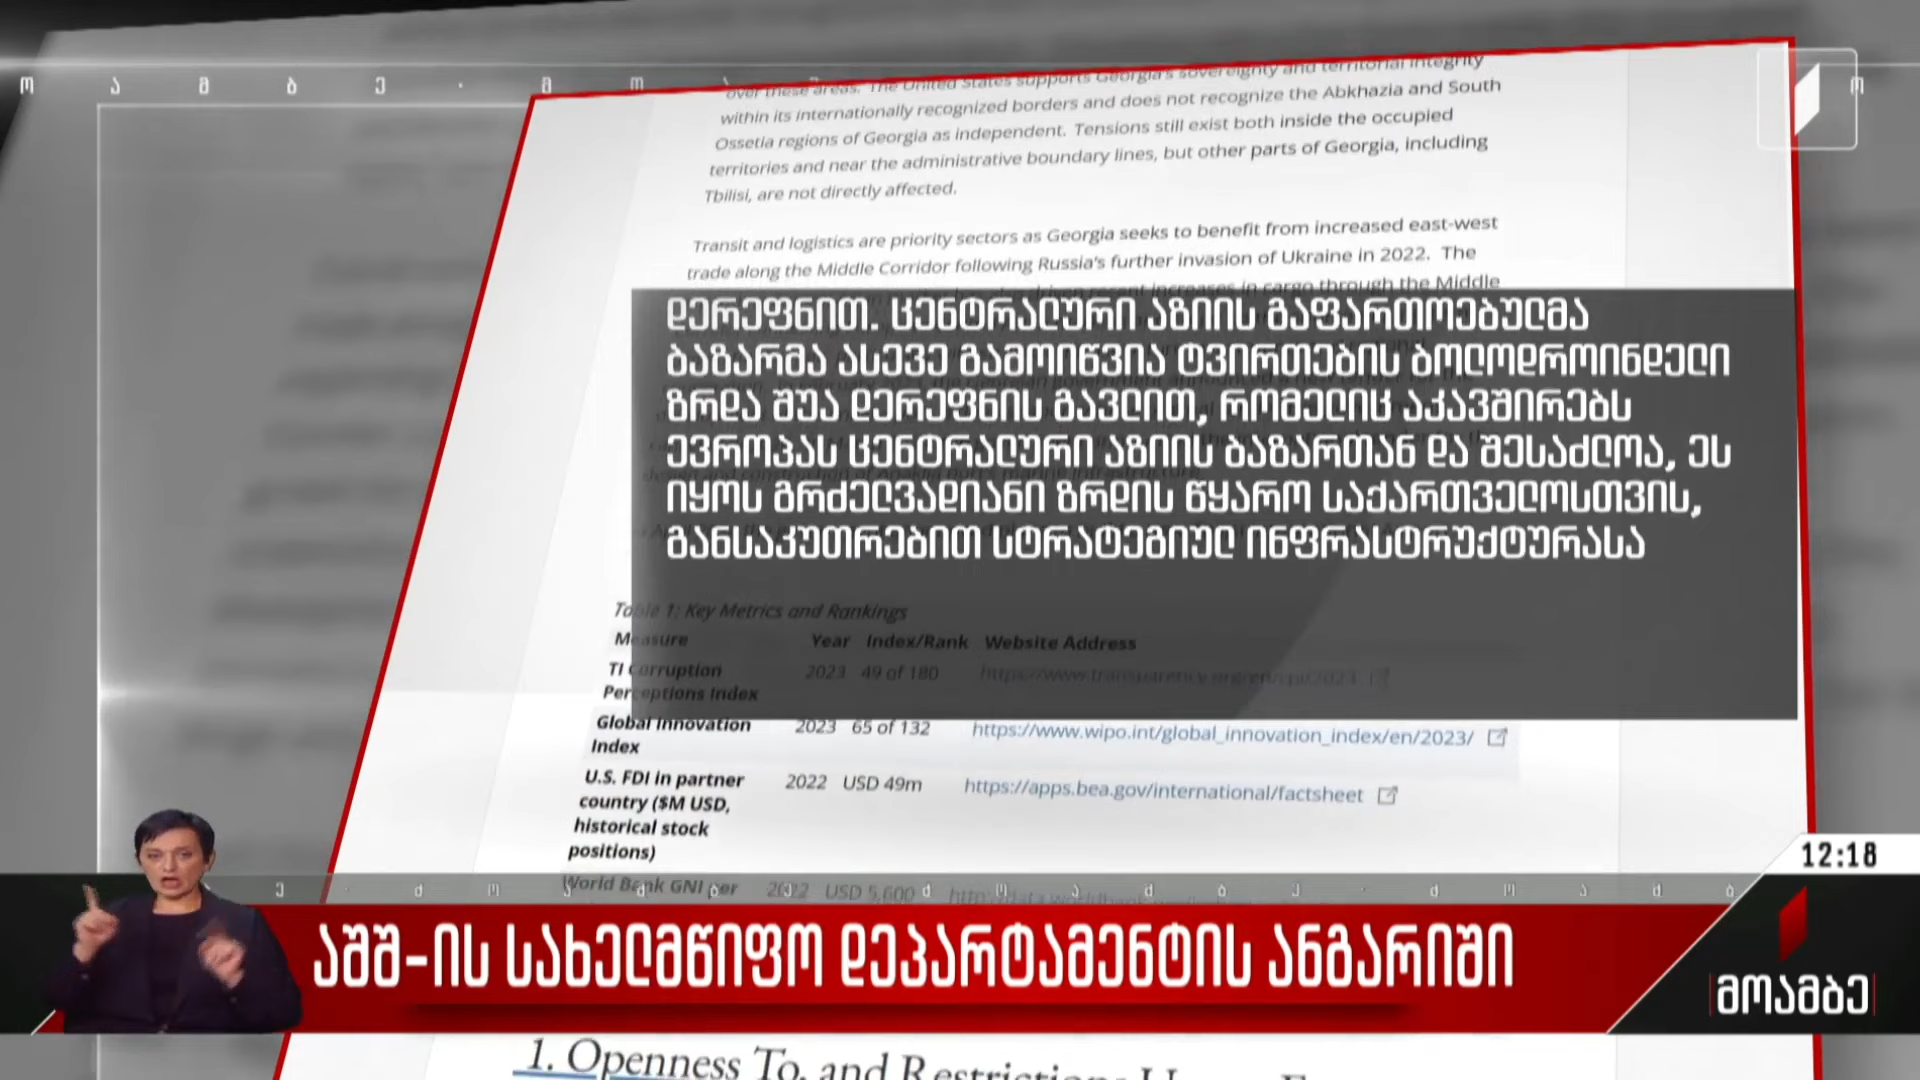 over these areas. The United States supports Georgia's sovereignty and territorial integrity
within its internationally recognized borders and does not recognize the Abkhazia and South
Ossetia regions of Georgia as independent. Tensions still exist both inside the occupied
territories and near the administrative boundary lines, but other parts of Georgia, including
Tbilisi, are not directly affected.
Transit and logistics are priority sectors as Georgia seeks to benefit from increased east-west
trade along the Middle Corridor following Russia's further invasion of Ukraine in 2022. The
increases in cargo through the Middle
დერეფნით. ცენტრალური აზიის გაფართოებულმა
ბაზარმა ასევე გამოიწვია ტვირთების ბოლოდროინდელი
ზრდა შუა დერეფნის გავლით, რომელიც აკავშირებს
ევროპას ცენტრალური აზიის ბაზართან და შესაძლოა, ეს
იყოს გრძელვადიანი ზრდის წყარო საქართველოსთვის,
განსაკუთრებით სტრატეგიულ ინფრასტრუქტურასა
Table 1: Key Metrics and Rankings
Measure Year Index/Rank Website Address
TI Corruption 2023 49 of 180
Perceptions Index
Global Innovation 2023 65 of 132 https://www.wipo.int/global_innovation_index/en/2023/
Index
U.S. FDI in partner 2022 USD 49m https://apps.bea.gov/international/factsheet
country ($M USD,
historical stock
positions)
World Bank GNI per 2022 USD 5,600
12:18
აშშ-ის სახელმწიფო დეპარტამენტის ანგარიში
მოამბე
1. Openness To, and